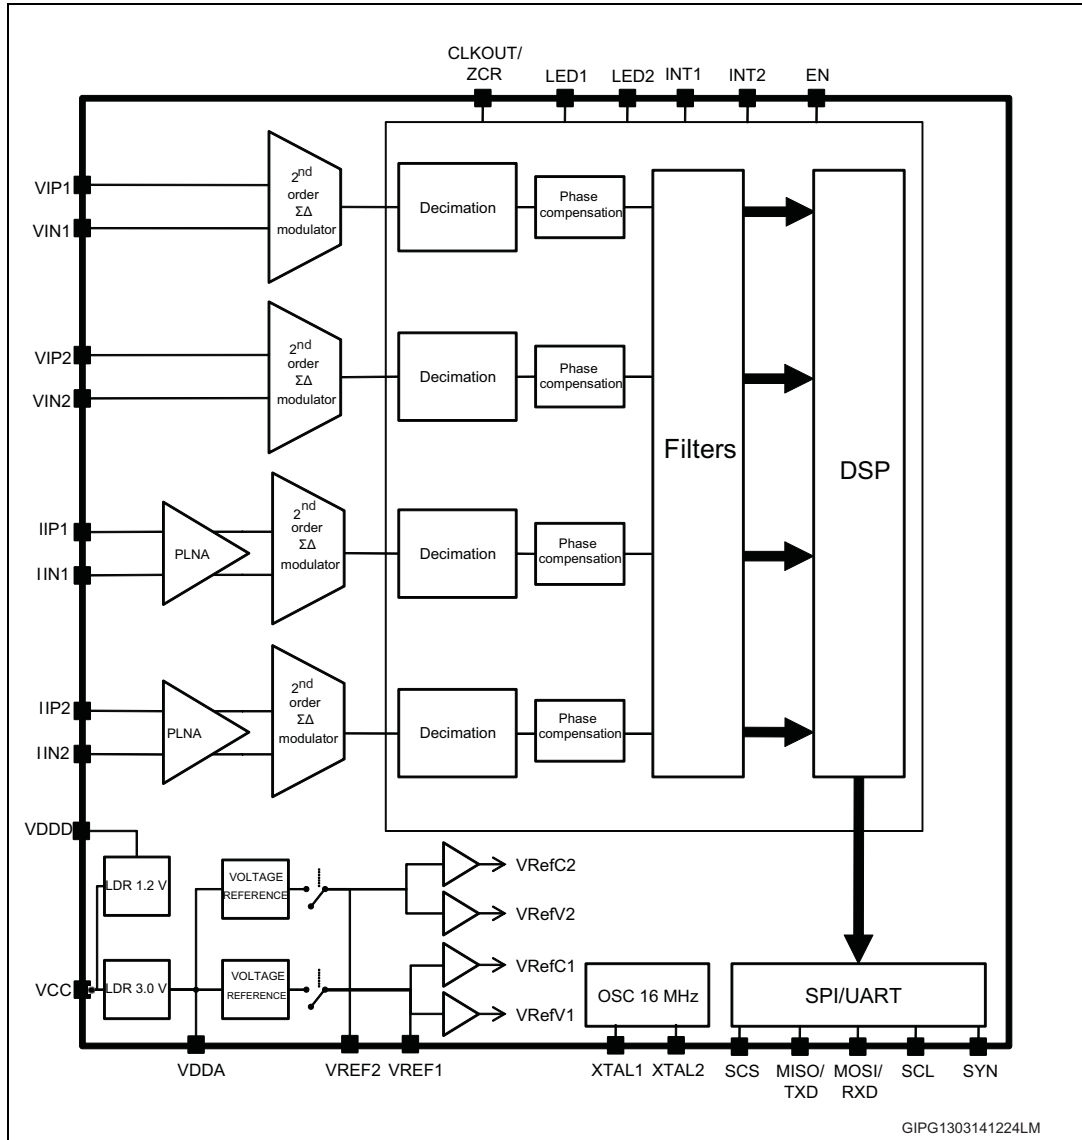 CLKOUT/
ZCR
LED1
LED2
INT1
INT2
EN
VIP1
VIN1
2nd
order
ΣΔ
modulator
Decimation
Phase
compensation
VIP2
VIN2
2nd
order
ΣΔ
modulator
Decimation
Phase
compensation
Filters
DSP
IIP1
IIN1
PLNA
2nd
order
ΣΔ
modulator
Decimation
Phase
compensation
IIP2
IIN2
PLNA
2nd
order
ΣΔ
modulator
Decimation
Phase
compensation
VDDD
LDR 1.2 V
VOLTAGE
REFERENCE
VRefC2
VRefV2
VCC
LDR 3.0 V
VOLTAGE
REFERENCE
VRefC1
VRefV1
OSC 16 MHz
SPI/UART
VDDA
VREF2
VREF1
XTAL1
XTAL2
SCS
MISO/
TXD
MOSI/
RXD
SCL
SYN
GIPG1303141224LM